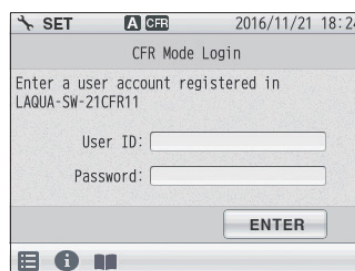 SET A CFR 2016/11/21 18:24
CFR Mode Login
Enter a user account registered in
LAQUA-SW-21CFR11
User ID:
Password:
ENTER